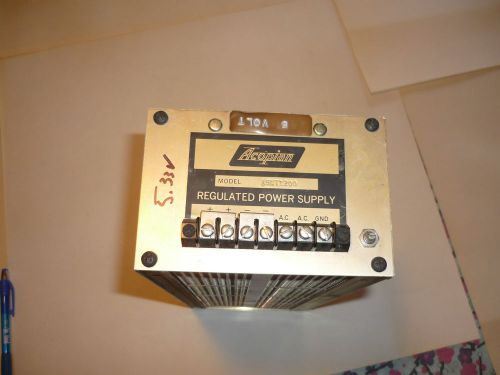 5 VOLT
Acopian
MODEL
REGULATED POWER SUPPLY
5.33V
+ + - - A.C. A.C. GND